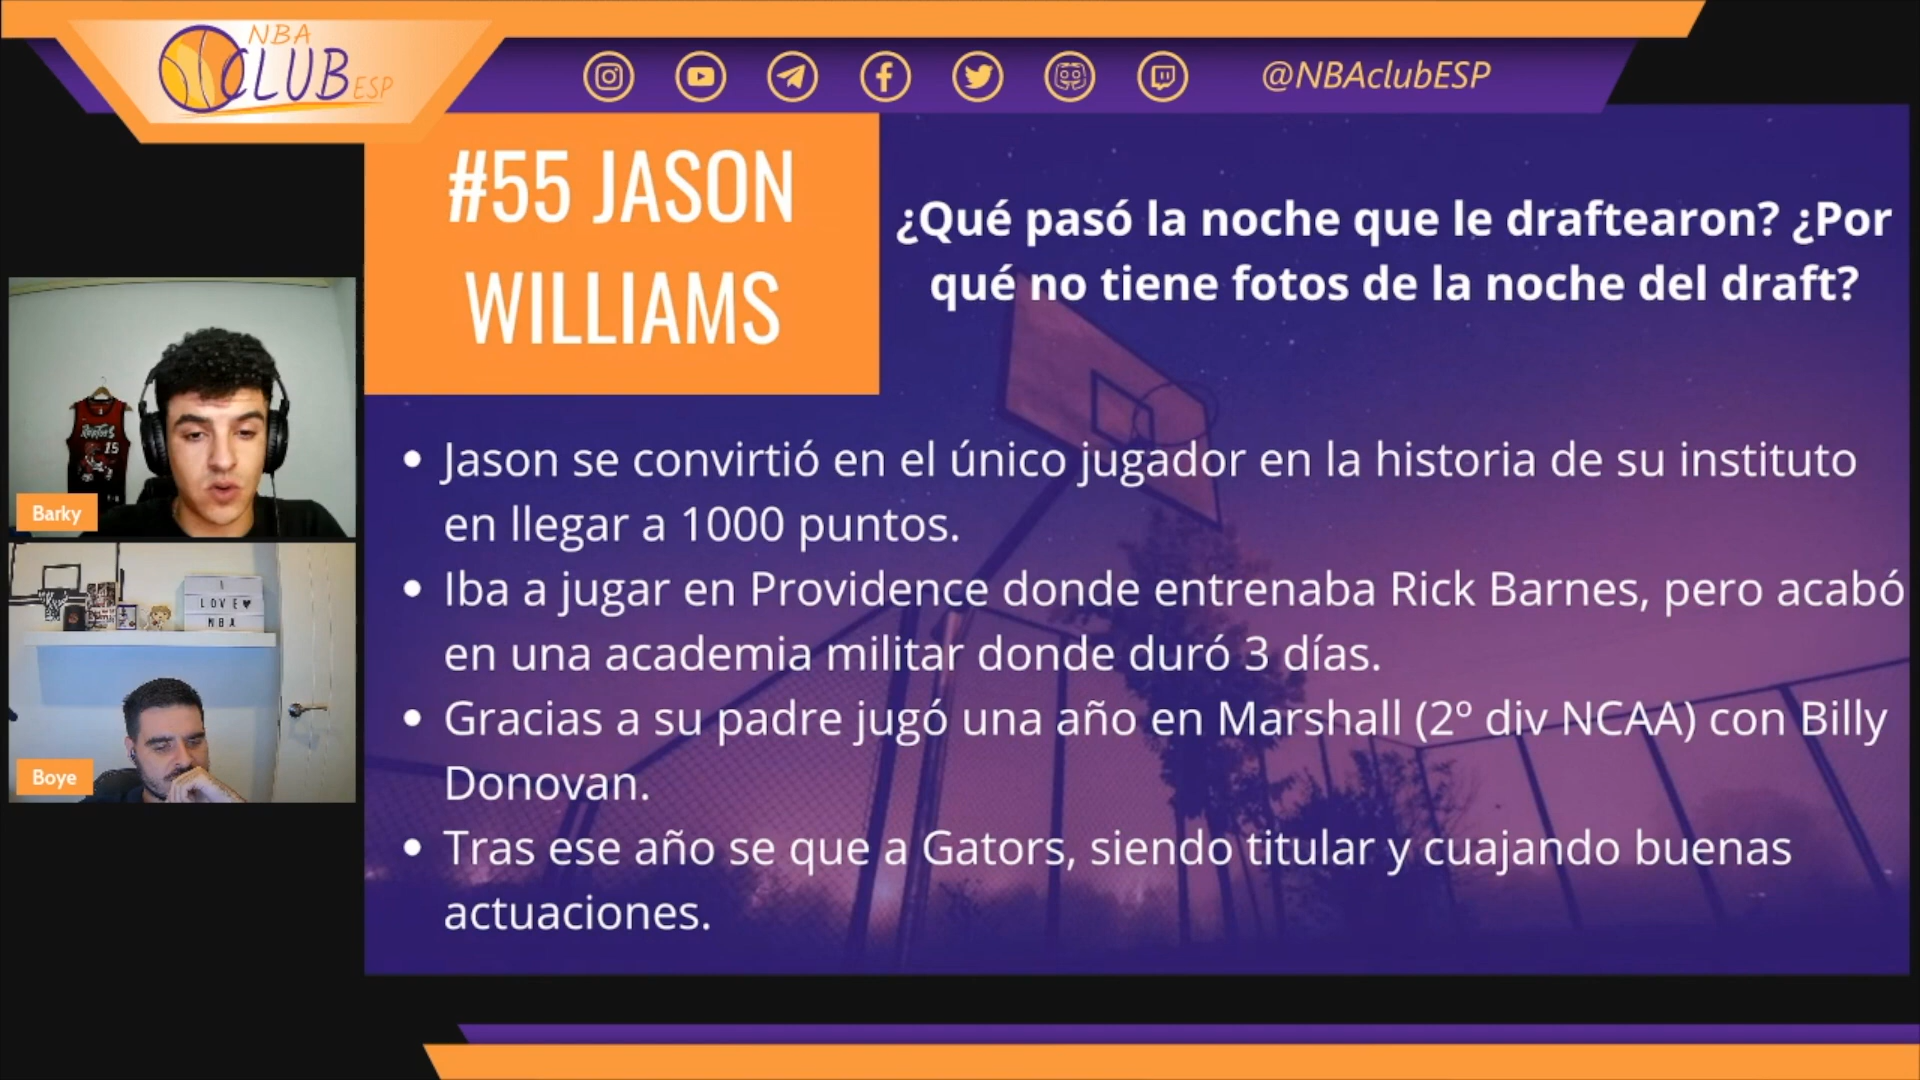 NBA
CLUB ESP
@NBAclubESP
#55 JASON
WILLIAMS
¿Qué pasó la noche que le draftearon? ¿Por
qué no tiene fotos de la noche del draft?
• Jason se convirtió en el único jugador en la historia de su instituto
en llegar a 1000 puntos.
• Iba a jugar en Providence donde entrenaba Rick Barnes, pero acabó
en una academia militar donde duró 3 días.
• Gracias a su padre jugó una año en Marshall (2º div NCAA) con Billy
Donovan.
• Tras ese año se que a Gators, siendo titular y cuajando buenas
actuaciones.
RAPTORS
15
Barky
I
LOVE♥
NBA
Boye